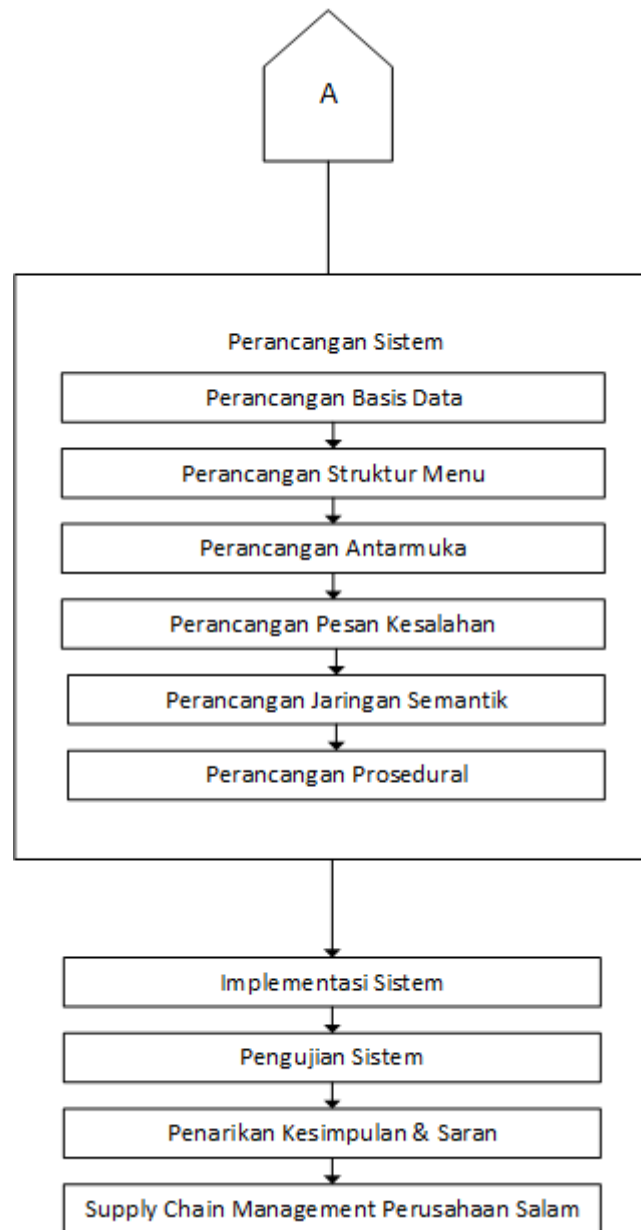 A
Perancangan Sistem
Perancangan Basis Data
Perancangan Struktur Menu
Perancangan Antarmuka
Perancangan Pesan Kesalahan
Perancangan Jaringan Semantik
Perancangan Prosedural
Implementasi Sistem
Pengujian Sistem
Penarikan Kesimpulan & Saran
Supply Chain Management Perusahaan Salam